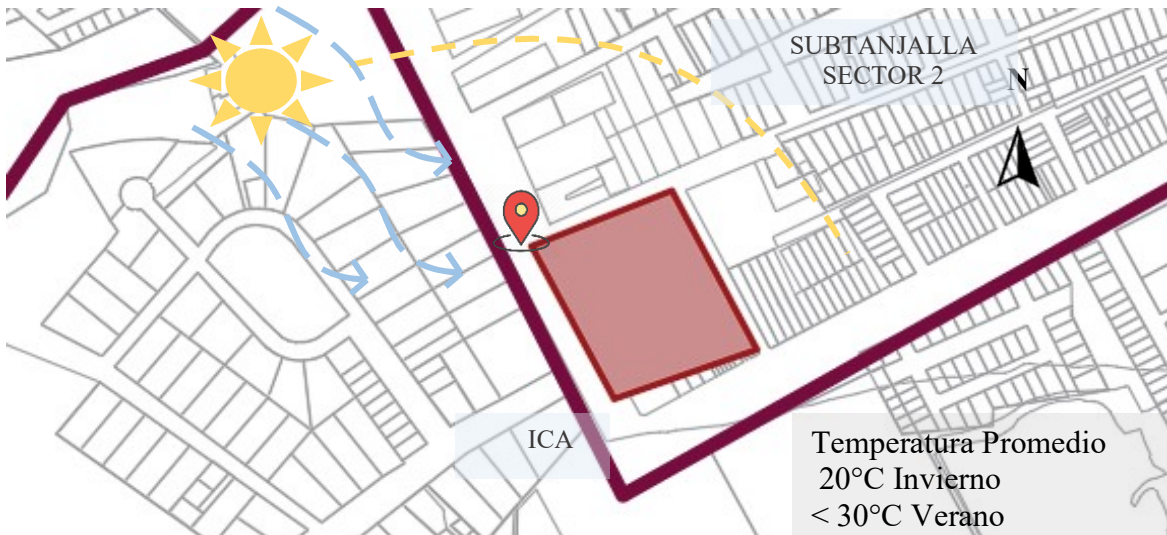 SUBTANJALLA
SECTOR 2
N
ICA
Temperatura Promedio
20°C Invierno
< 30°C Verano